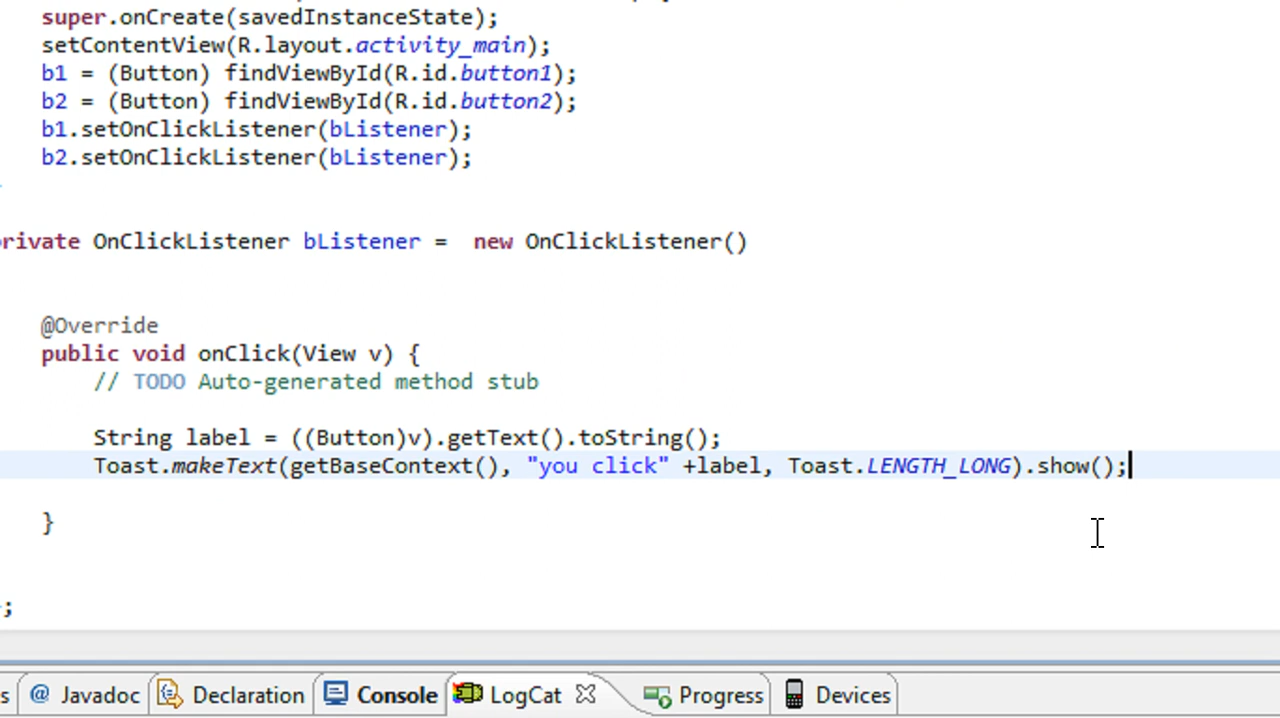 super.onCreate(savedInstanceState);
setContentView(R.layout.activity_main);
b1 = (Button) findViewById(R.id.button1);
b2 = (Button) findViewById(R.id.button2);
b1.setOnClickListener(bListener);
b2.setOnClickListener(bListener);
rivate OnClickListener bListener =  new OnClickListener()
@Override
public void onClick(View v) {
// TODO Auto-generated method stub
String label = ((Button)v).getText().toString();
Toast.makeText(getBaseContext(), "you click" +label, Toast.LENGTH_LONG).show();
}
;
s @ Javadoc Declaration Console LogCat Progress Devices